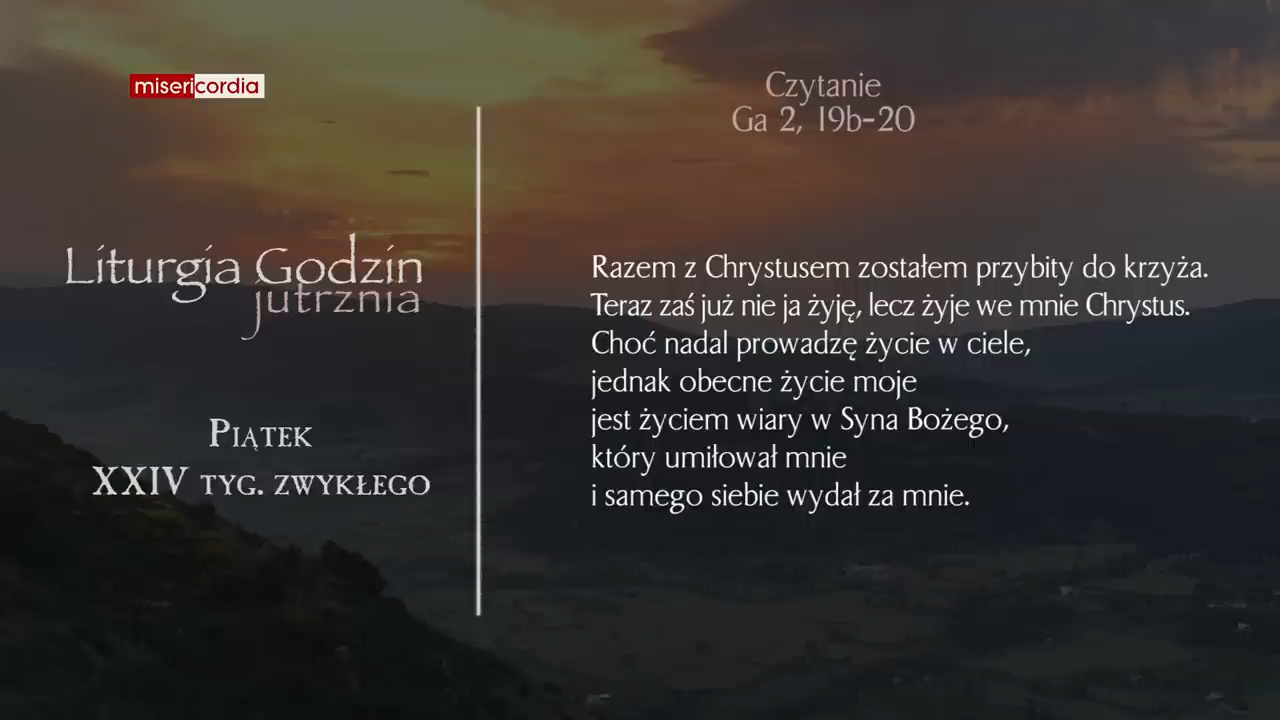 misericordia
Liturgia Godzin
jutrznia
Piątek
XXIV tyg. zwykłego
Czytanie
Ga 2, 19b-20
Razem z Chrystusem zostałem przybity do krzyża.
Teraz zaś już nie ja żyję, lecz żyje we mnie Chrystus.
Choć nadal prowadzę życie w ciele,
jednak obecne życie moje
jest życiem wiary w Syna Bożego,
który umiłował mnie
i samego siebie wydał za mnie.